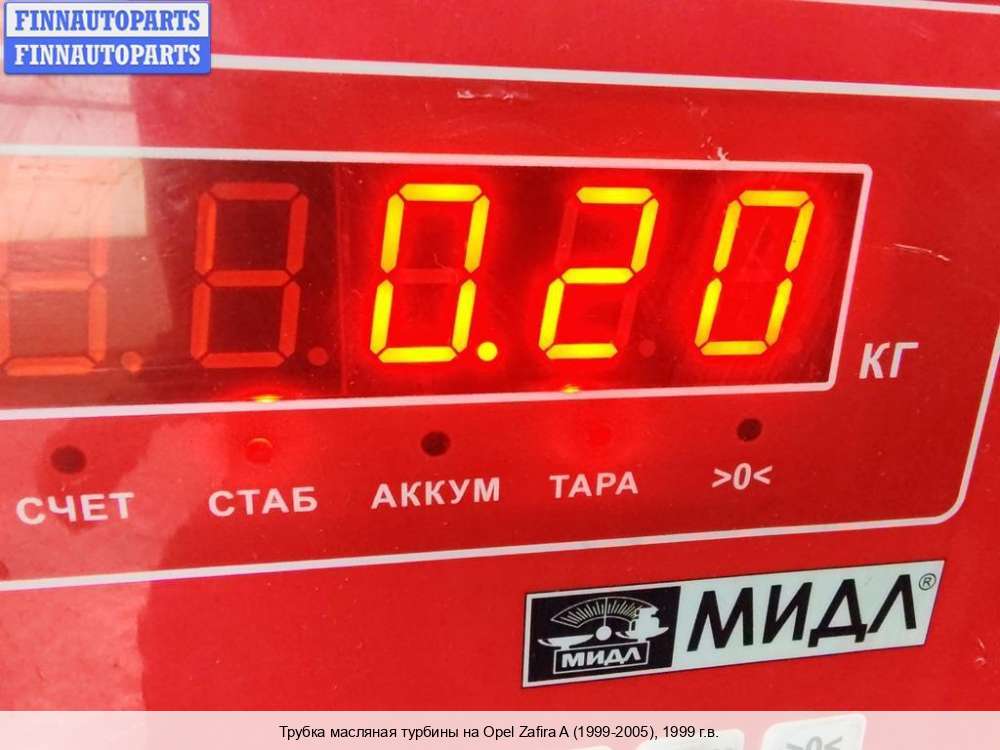 FINNAUTOPARTS
FINNAUTOPARTS
0.20
КГ
СЧЕТ СТАБ АККУМ ТАРА >0<
МИДЛ МИДЛ®
>0<
Трубка масляная турбины на Opel Zafira A (1999-2005), 1999 г.в.